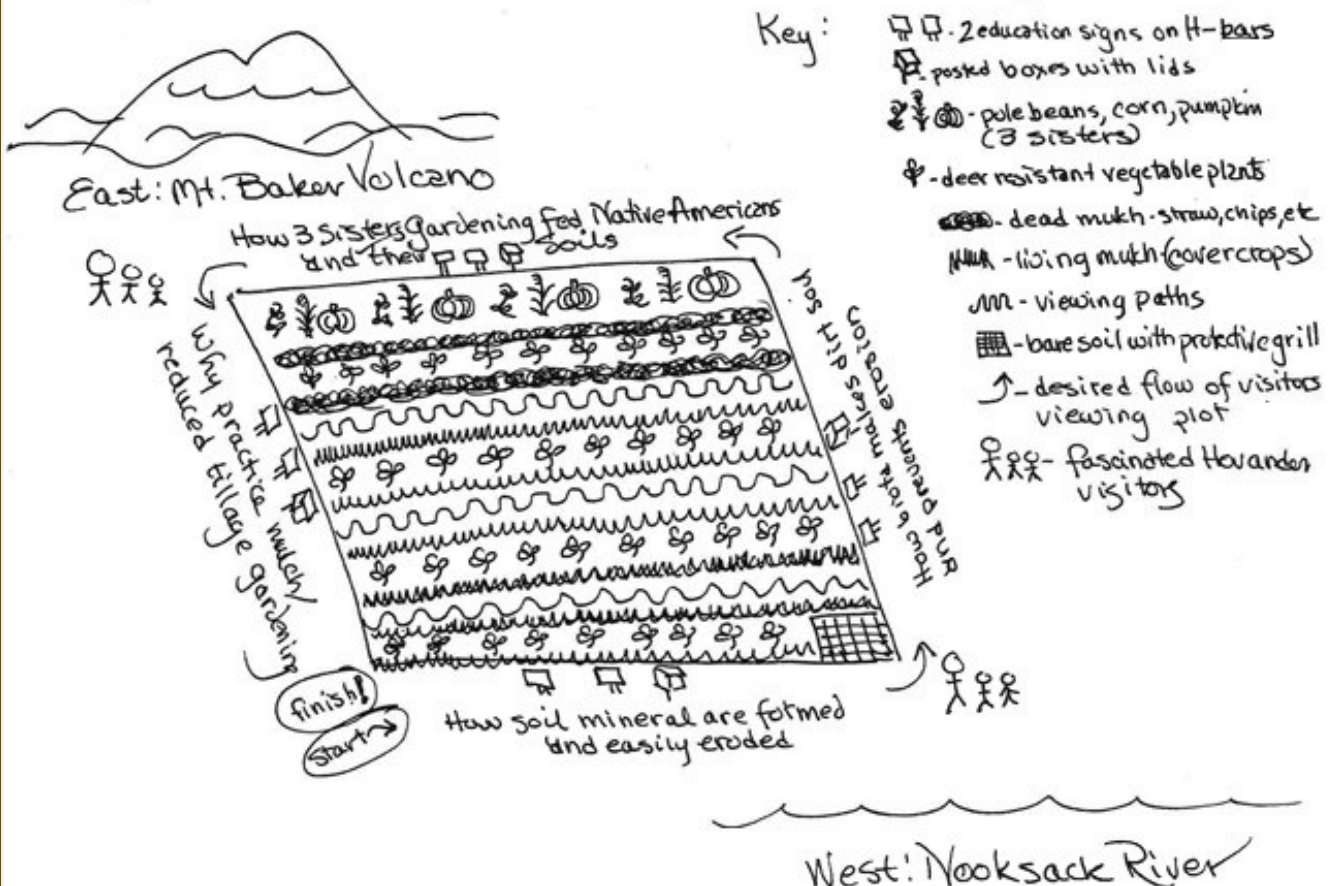 Key:
2 education signs on H-bars
posted boxes with lids
- pole beans, corn, pumpkin
(3 sisters)
- deer resistant vegetable plants
- dead mulch - straw, chips, etc
- living mulch (cover crops)
- viewing paths
- bare soil with protective grill
- desired flow of visitors
viewing plot
- fascinated Hovander
visitors
East: Mt. Baker Volcano
How 3 Sisters Gardening Fed Native Americans
and their soils
Why practice mulch/
reduced tillage gardening
How biota makes dirt soil
and prevents erosion
finish!
Start→
How soil mineral are formed
and easily eroded
West: Nooksack River